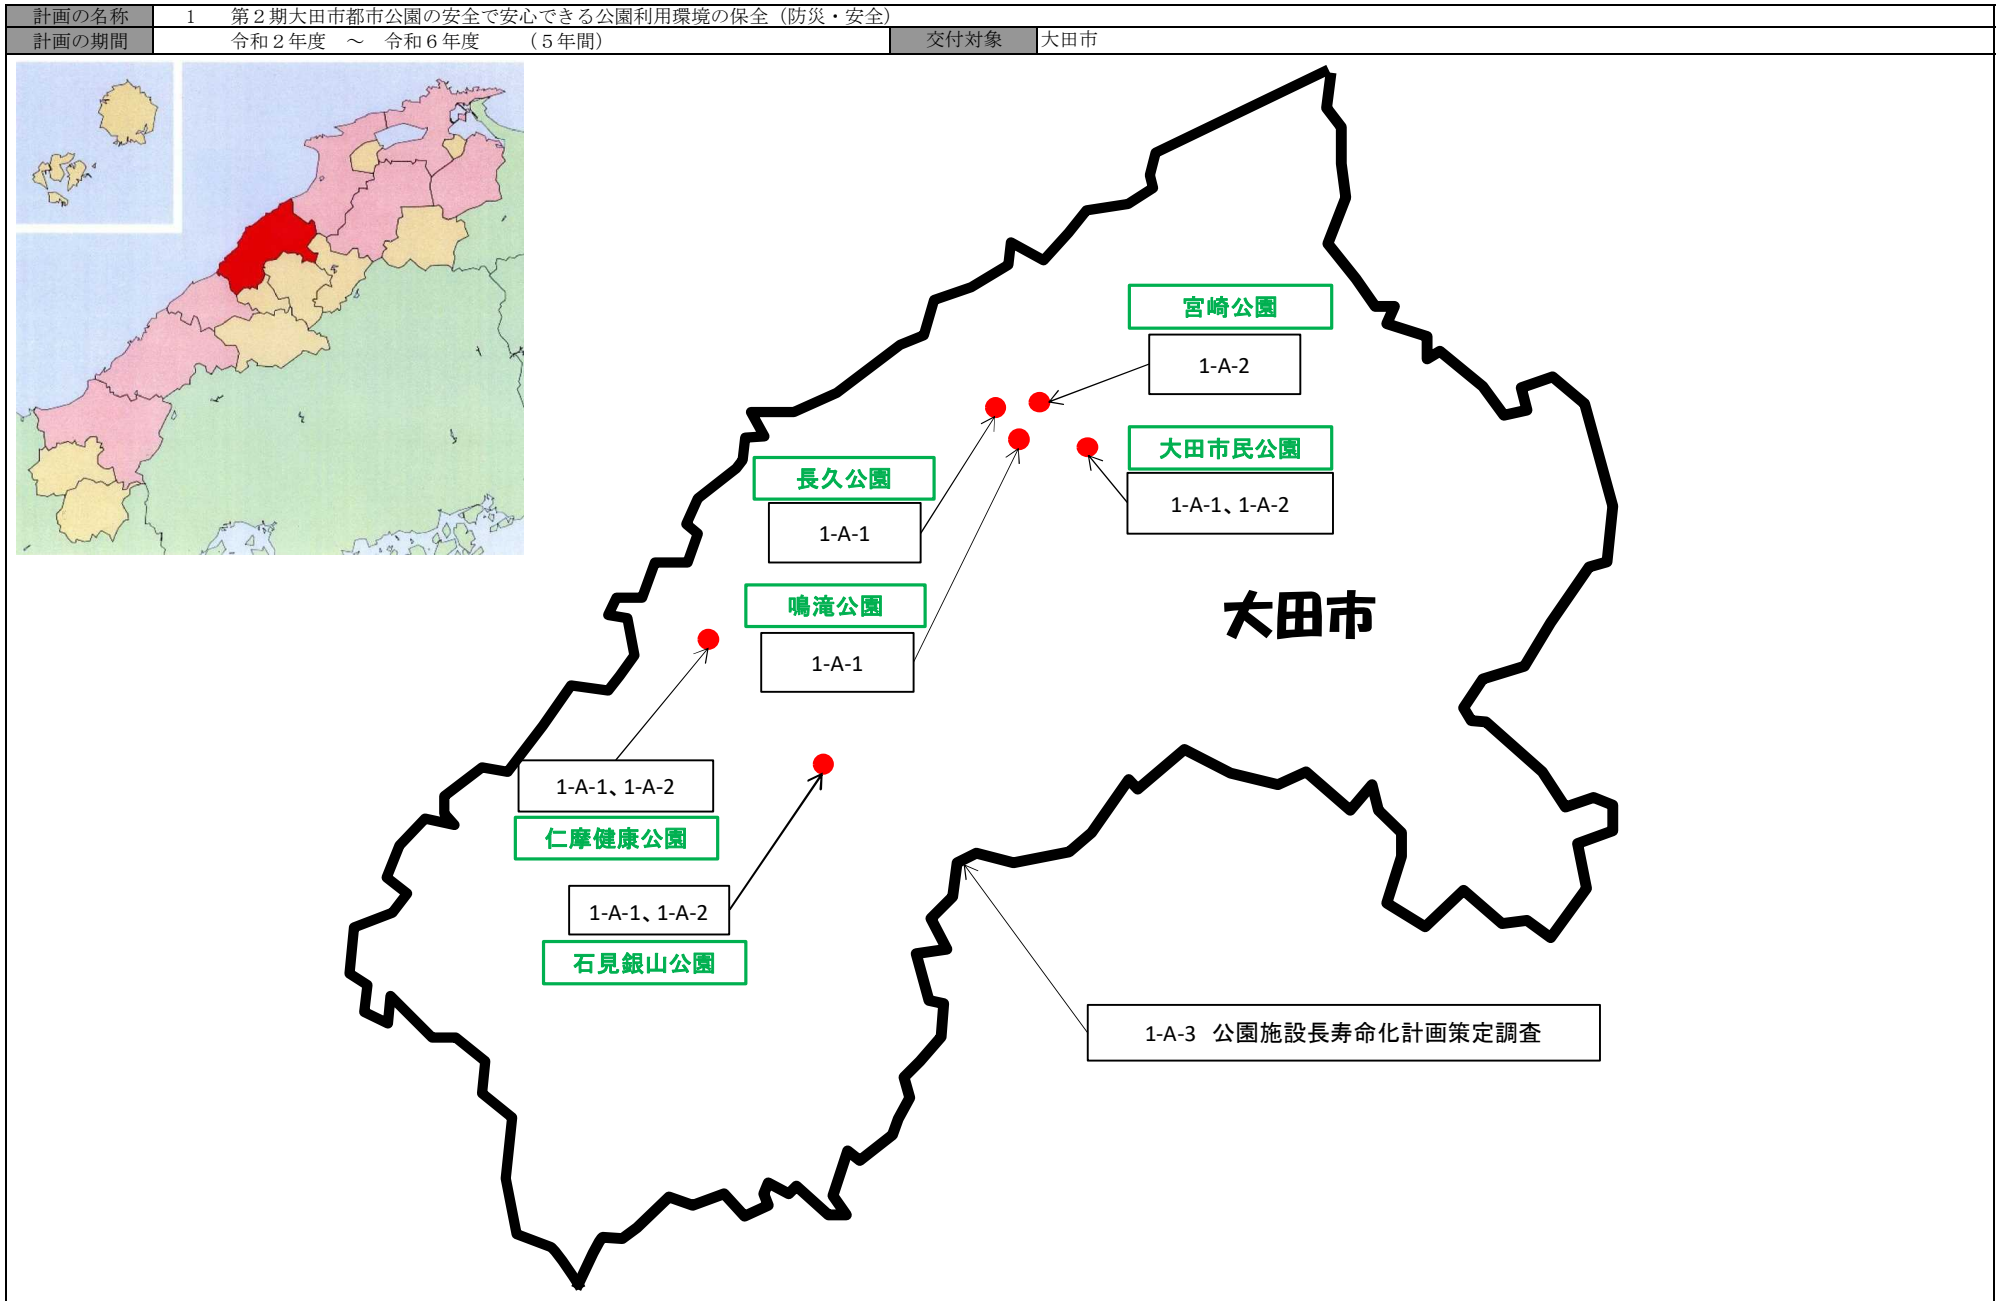 計画の名称 1 第２期大田市都市公園の安全で安心できる公園利用環境の保全（防災・安全）
計画の期間 令和２年度 ～ 令和６年度 （５年間） 交付対象 大田市
宮崎公園
1-A-2
大田市民公園
1-A-1、1-A-2
長久公園
1-A-1
鳴滝公園
1-A-1
大田市
1-A-1、1-A-2
仁摩健康公園
1-A-1、1-A-2
石見銀山公園
1-A-3 公園施設長寿命化計画策定調査